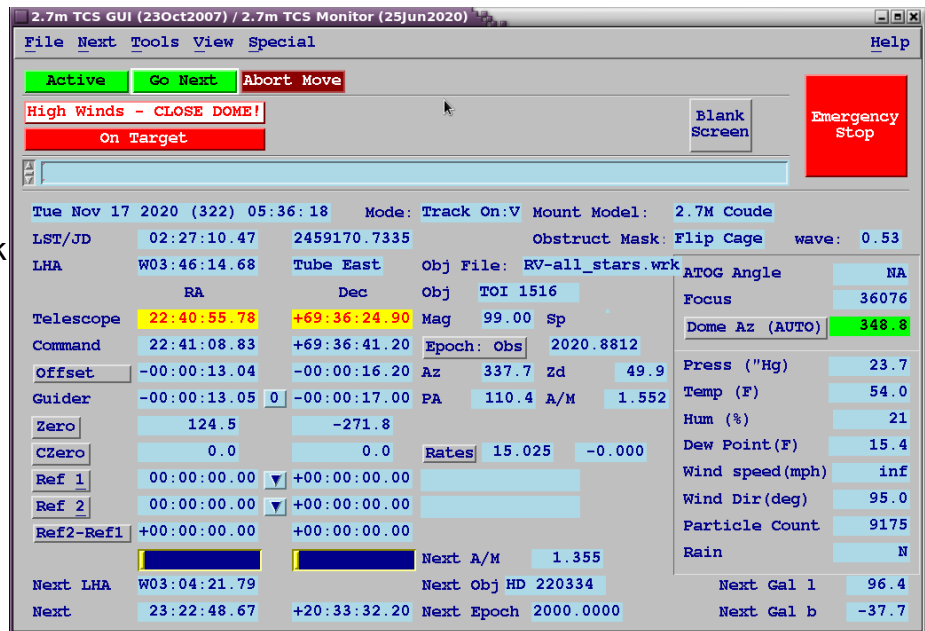 2.7m TCS GUI (23Oct2007) / 2.7m TCS Monitor (25Jun2020)
File Next Tools View Special Help
Active Go Next Abort Move
High Winds - CLOSE DOME!
On Target
Blank Screen
Emergency Stop
Tue Nov 17 2020 (322) 05:36:18 Mode: Track On:V Mount Model: 2.7M Coude
k
LST/JD 02:27:10.47 2459170.7335 Obstruct Mask: Flip Cage wave: 0.53
LHA W03:46:14.68 Tube East Obj File: RV-all_stars.wrk ATOG Angle NA
RA Dec Obj TOI 1516 Focus 36076
Telescope 22:40:55.78 +69:36:24.90 Mag 99.00 Sp Dome Az (AUTO) 348.8
Command 22:41:08.83 +69:36:41.20 Epoch: Obs 2020.8812
Offset -00:00:13.04 -00:00:16.20 Az 337.7 Zd 49.9 Press ("Hg) 23.7
Guider -00:00:13.05 0 -00:00:17.00 PA 110.4 A/M 1.552 Temp (F) 54.0
Zero 124.5 -271.8 Hum (%) 21
CZero 0.0 0.0 Rates 15.025 -0.000 Dew Point(F) 15.4
Ref 1 00:00:00.00 +00:00:00.00 Wind speed(mph) inf
Ref 2 00:00:00.00 +00:00:00.00 Wind Dir(deg) 95.0
Ref2-Ref1 +00:00:00.00 +00:00:00.00 Particle Count 9175
Next A/M 1.355 Rain N
Next LHA W03:04:21.79 Next Obj HD 220334 Next Gal l 96.4
Next 23:22:48.67 +20:33:32.20 Next Epoch 2000.0000 Next Gal b -37.7